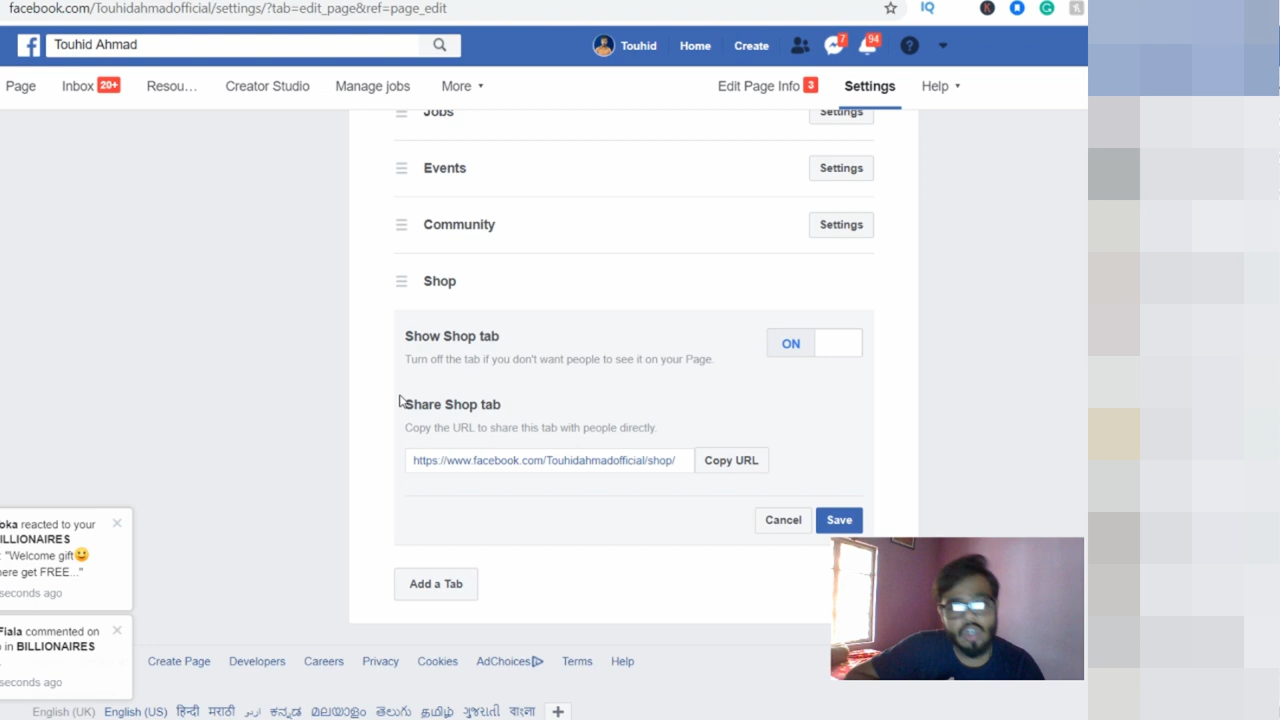 facebook.com/Touhidahmadofficial/settings/?tab=edit_page&ref=page_edit
IQ
Touhid Ahmad
Touhid Home Create 7 94
Page Inbox 20+ Resou… Creator Studio Manage jobs More Edit Page Info 3 Settings Help
Jobs Settings
Events Settings
Community Settings
Shop
Show Shop tab
ON
Turn off the tab if you don't want people to see it on your Page.
Share Shop tab
Copy the URL to share this tab with people directly.
https://www.facebook.com/Touhidahmadofficial/shop/ Copy URL
Cancel Save
Add a Tab
oka reacted to your
ILLIONAIRES
: "Welcome gift😃
here get FREE..."
seconds ago
Fiala commented on
in BILLIONAIRES
seconds ago
Create Page Developers Careers Privacy Cookies AdChoices Terms Help
English (UK) English (US) हिन्दी मराठी اردو ಕನ್ನಡ മലയാളം తెలుగు தமிழ் ગુજરાતી বাংলা +